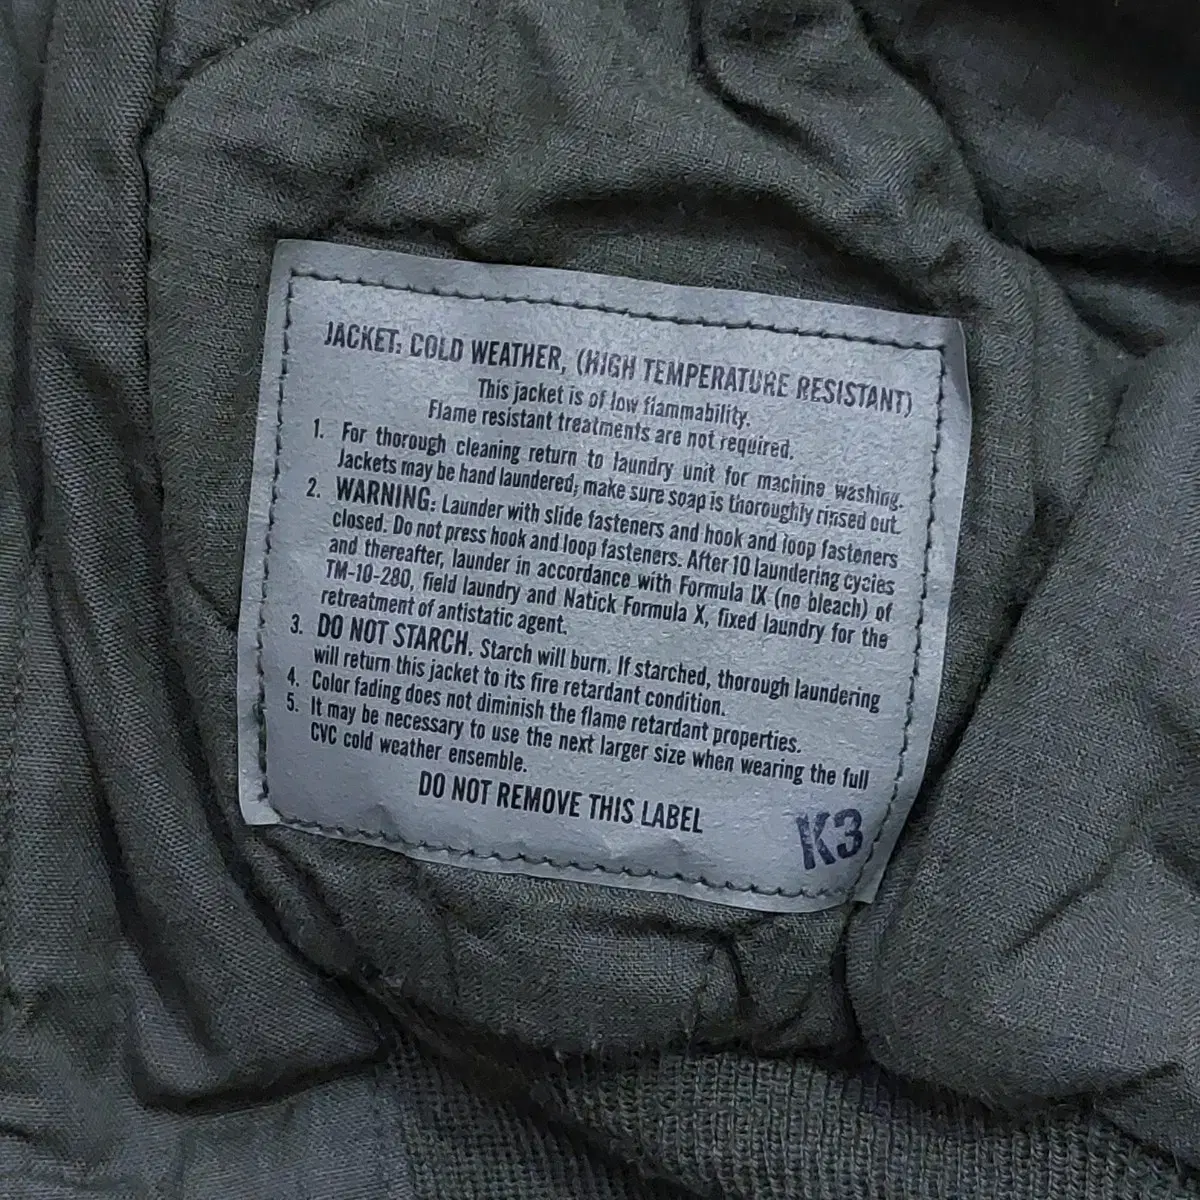 JACKET: COLD WEATHER, (HIGH TEMPERATURE RESISTANT)
This jacket is of low flammability.
Flame resistant treatments are not required.
1. For thorough cleaning return to laundry unit for machine washing.
Jackets may be hand laundered; make sure soap is thoroughly rinsed out.
2. WARNING: Launder with slide fasteners and hook and loop fasteners
closed. Do not press hook and loop fasteners. After 10 laundering cycles
and thereafter, launder in accordance with Formula IX (no bleach) of
TM-10-280, field laundry and Natick Formula X, fixed laundry for the
retreatment of antistatic agent.
3. DO NOT STARCH. Starch will burn. If starched, thorough laundering
will return this jacket to its fire retardant condition.
4. Color fading does not diminish the flame retardant properties.
5. It may be necessary to use the next larger size when wearing the full
CVC cold weather ensemble.
DO NOT REMOVE THIS LABEL
K3